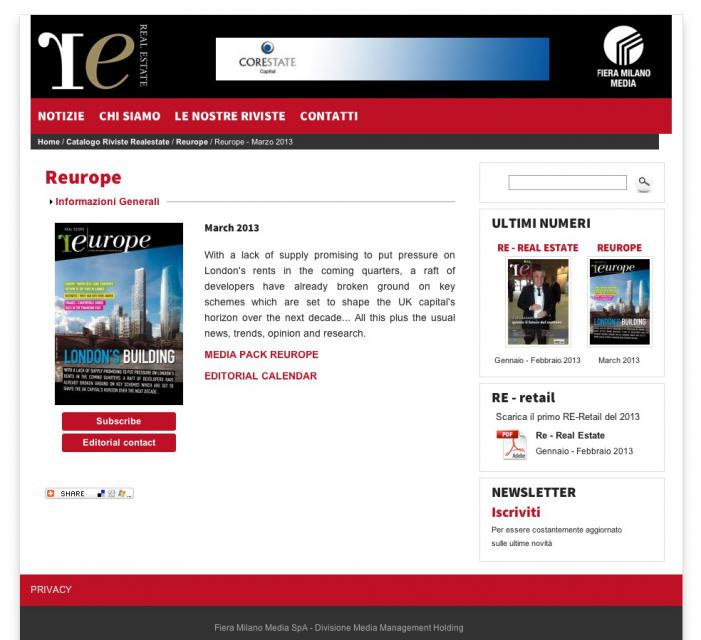 re REAL ESTATE
CORESTATE
Capital
FIERA MILANO
MEDIA
NOTIZIE CHI SIAMO LE NOSTRE RIVISTE CONTATTI
Home / Catalogo Riviste Realestate / Reurope / Reurope - Marzo 2013
Reurope
Informazioni Generali
REAL ESTATE
reurope
LONDON'S BUILDING
WITH A LACK OF SUPPLY PROMISING TO PUT PRESSURE ON LONDON'S
RENTS IN THE COMING QUARTERS, A RAFT OF DEVELOPERS HAVE
ALREADY BROKEN GROUND ON KEY SCHEMES WHICH ARE SET TO
SHAPE THE UK CAPITAL'S HORIZON OVER THE NEXT DECADE...
Subscribe
Editorial contact
SHARE
March 2013
With a lack of supply promising to put pressure on
London's rents in the coming quarters, a raft of
developers have already broken ground on key
schemes which are set to shape the UK capital's
horizon over the next decade... All this plus the usual
news, trends, opinion and research.
MEDIA PACK REUROPE
EDITORIAL CALENDAR
ULTIMI NUMERI
RE - REAL ESTATE REUROPE
re
reurope
LONDON'S BUILDING
Gennaio - Febbraio 2013 March 2013
RE - retail
Scarica il primo RE-Retail del 2013
PDF
Adobe
Re - Real Estate
Gennaio - Febbraio 2013
NEWSLETTER
Iscriviti
Per essere costantemente aggiornato
sulle ultime novità
PRIVACY
Fiera Milano Media SpA - Divisione Media Management Holding